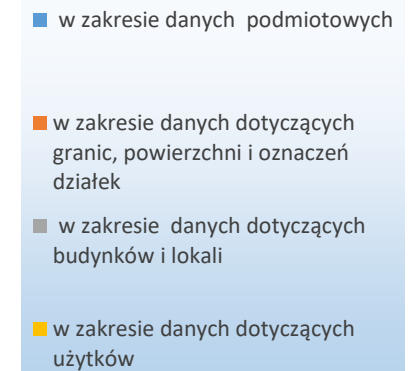 w zakresie danych podmiotowych
w zakresie danych dotyczących
granic, powierzchni i oznaczeń
działek
w zakresie danych dotyczących
budynków i lokali
w zakresie danych dotyczących
użytków